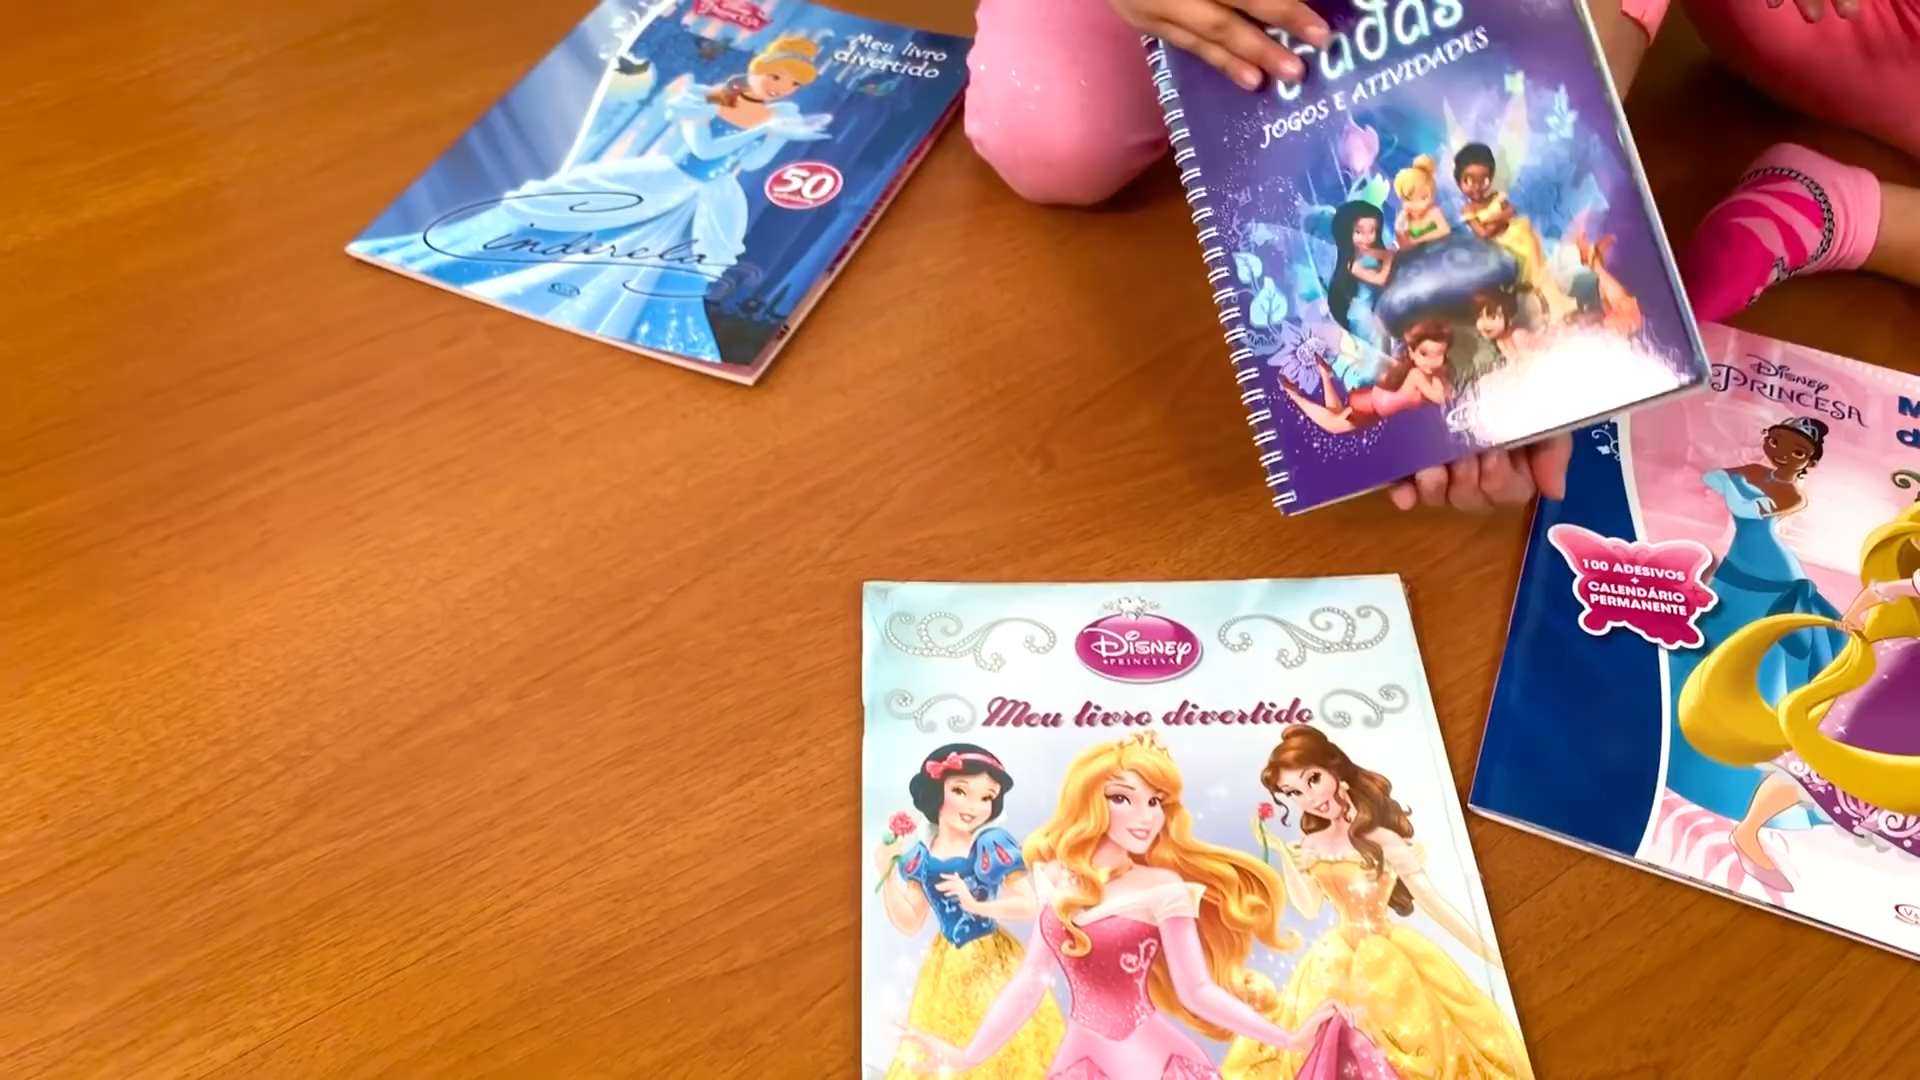 PRINCESA
Meu livro
divertido
50
Cinderela
Fadas
JOGOS E ATIVIDADES
DISNEY
PRINCESA
100 ADESIVOS
+
CALENDÁRIO
PERMANENTE
DISNEY
PRINCESA
Meu livro divertido